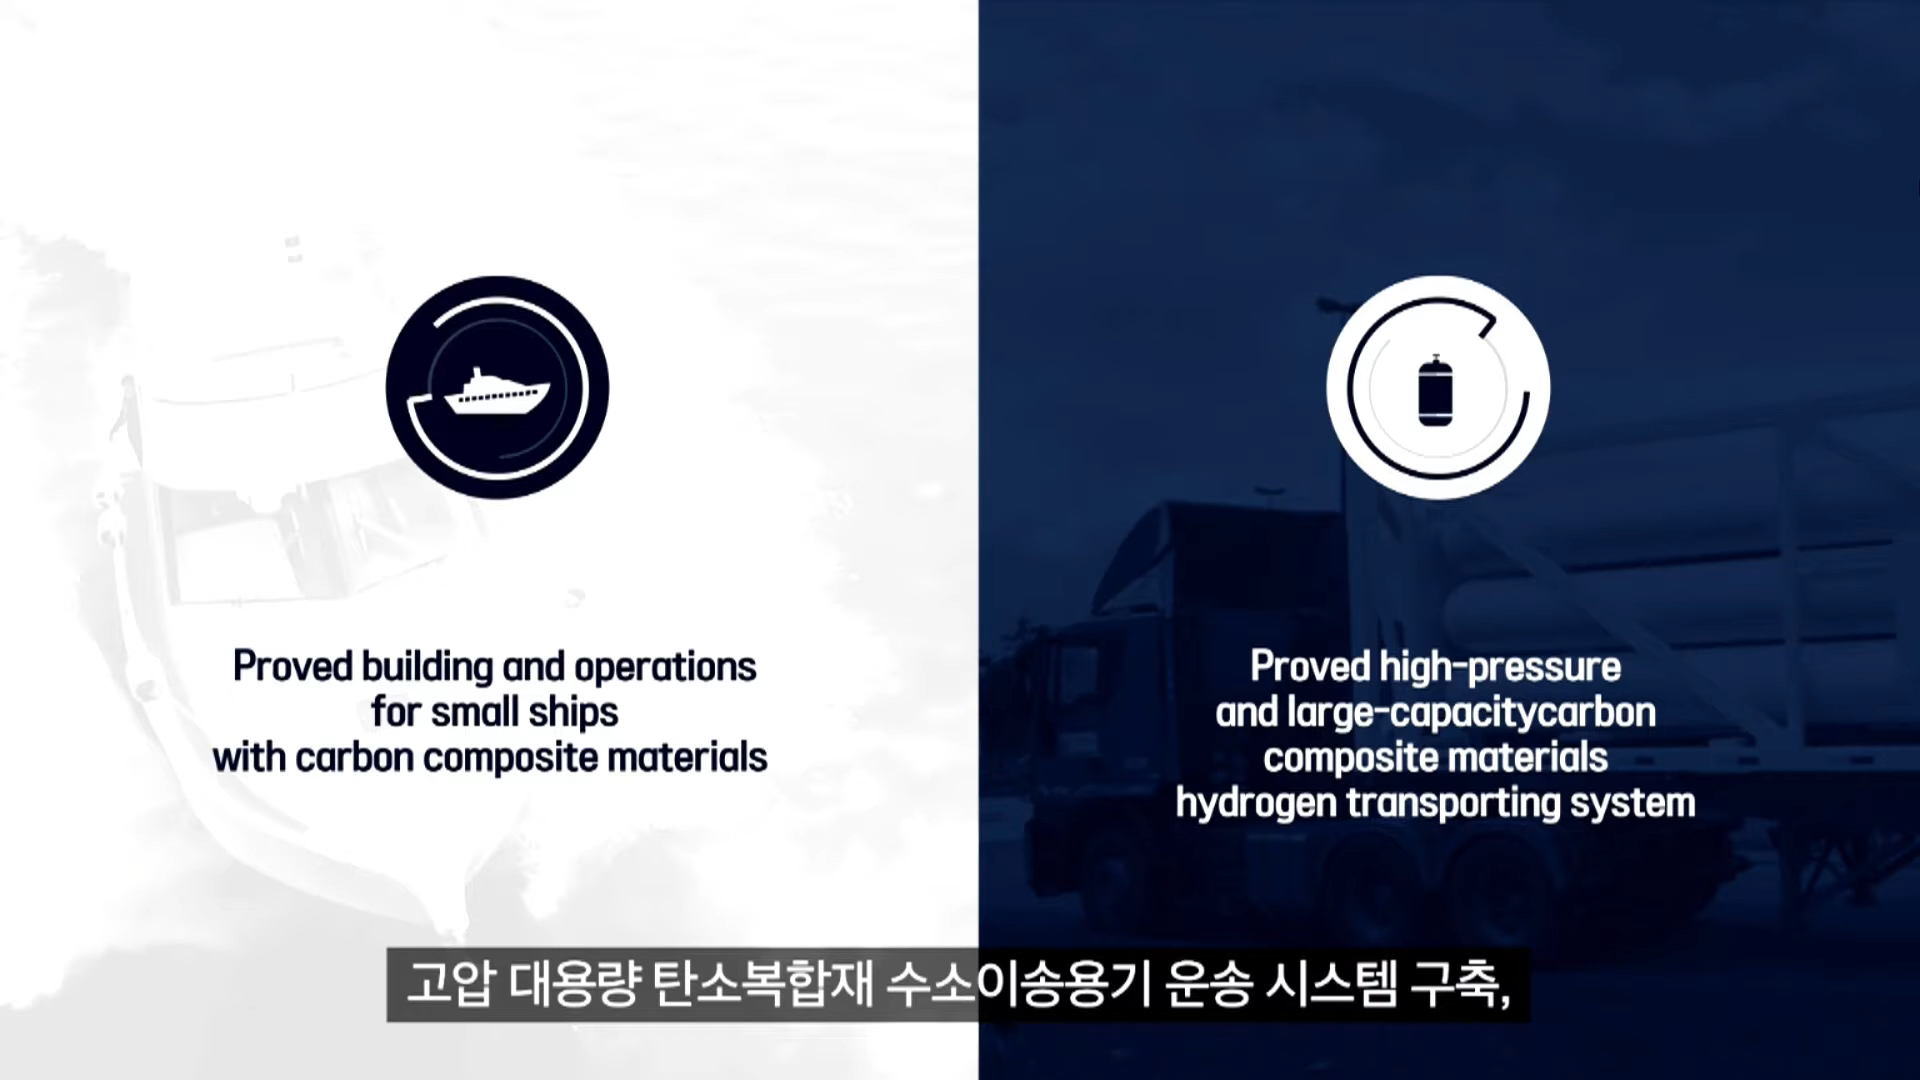 Proved building and operations
for small ships
with carbon composite materials
Proved high-pressure
and large-capacitycarbon
composite materials
hydrogen transporting system
고압 대용량 탄소복합재 수소이송용기 운송 시스템 구축,